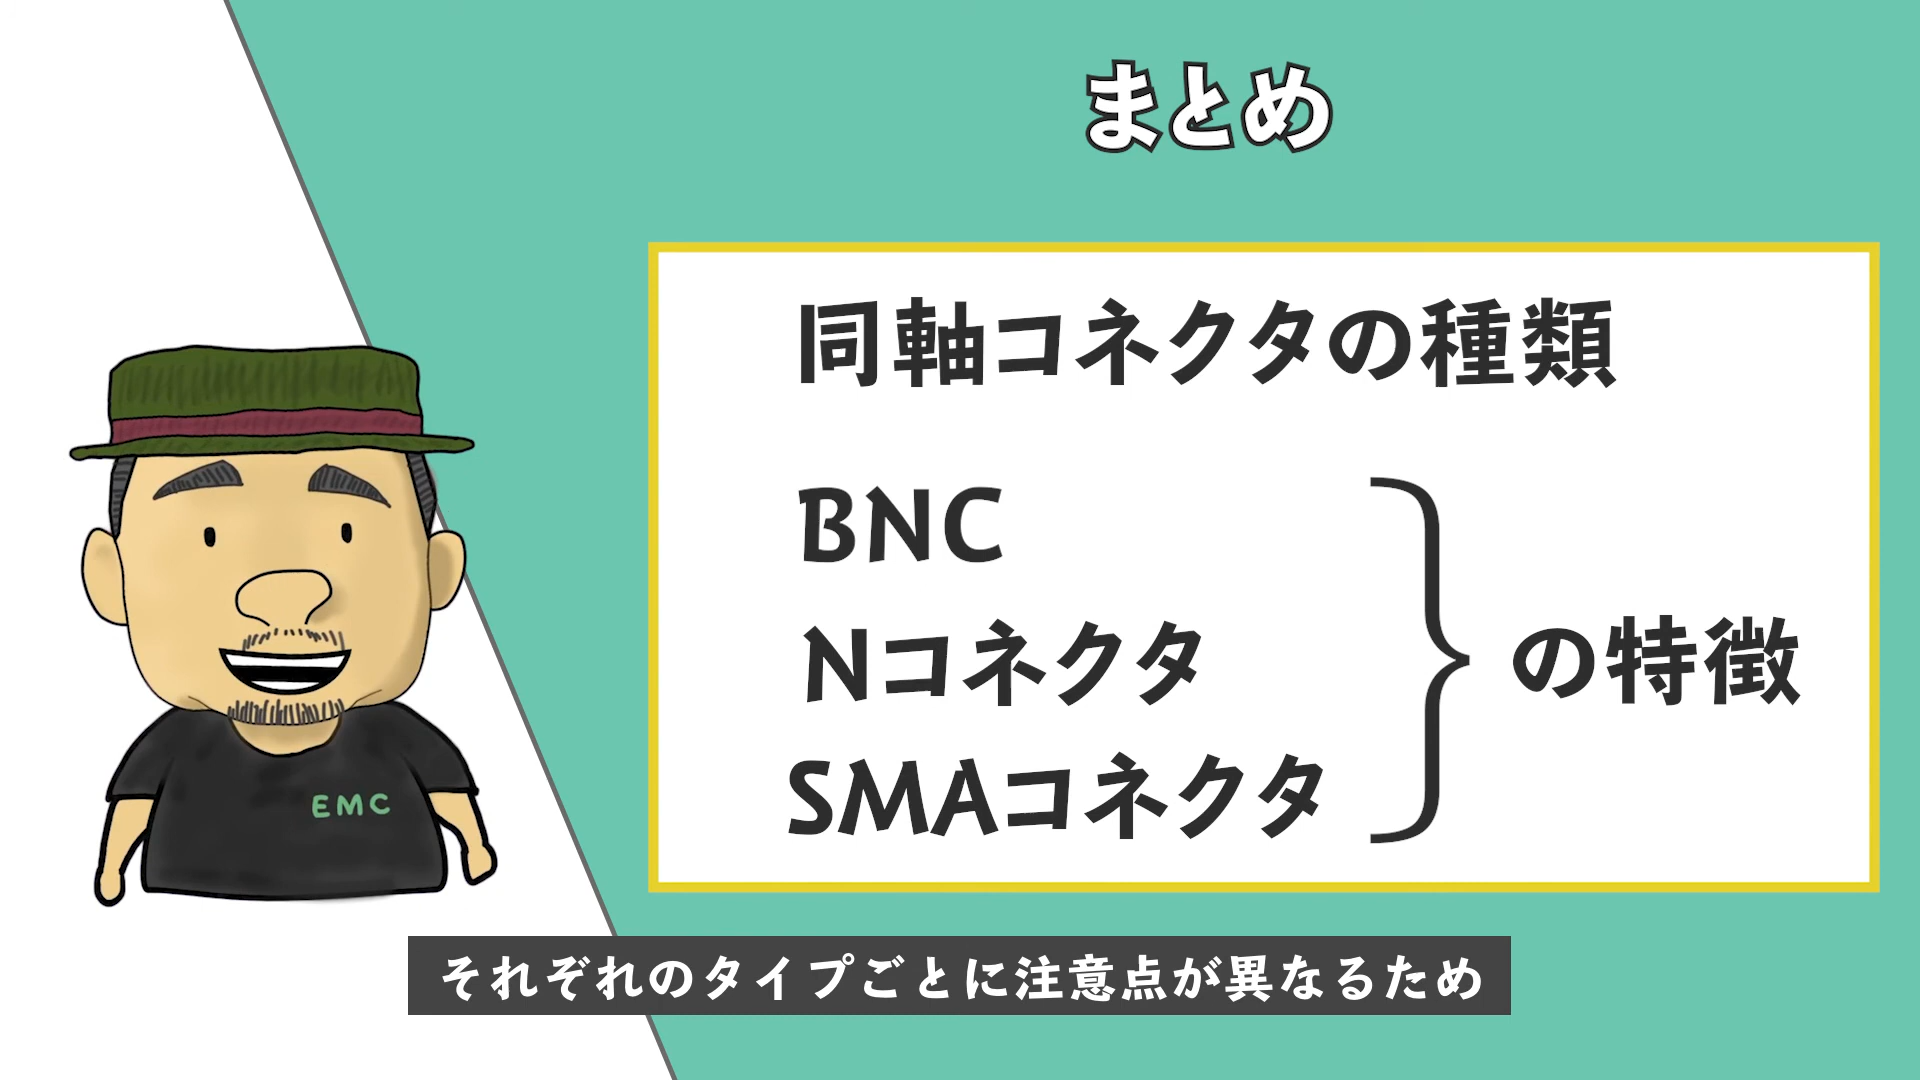 まとめ
同軸コネクタの種類
BNC
Nコネクタ
SMAコネクタ
の特徴
EMC
それぞれのタイプごとに注意点が異なるため